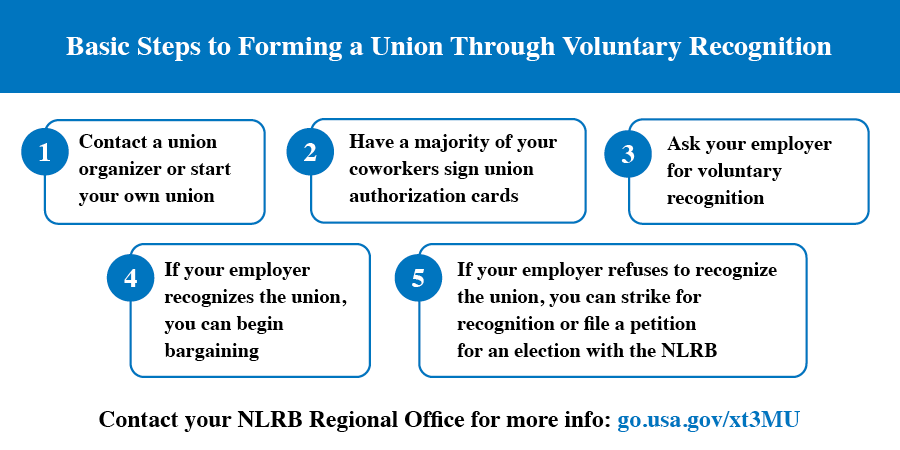 Basic Steps to Forming a Union Through Voluntary Recognition
1
Contact a union
organizer or start
your own union
2
Have a majority of your
coworkers sign union
authorization cards
3
Ask your employer
for voluntary
recognition
4
If your employer
recognizes the union,
you can begin
bargaining
5
If your employer refuses to recognize
the union, you can strike for
recognition or file a petition
for an election with the NLRB
Contact your NLRB Regional Office for more info: go.usa.gov/xt3MU